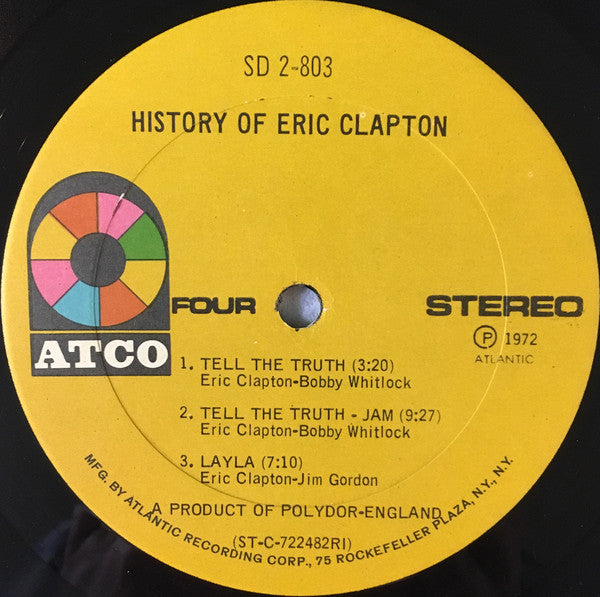 SD 2-803
HISTORY OF ERIC CLAPTON
ATCO
FOUR
STEREO
P 1972
ATLANTIC
1. TELL THE TRUTH (3:20)
Eric Clapton-Bobby Whitlock
2. TELL THE TRUTH - JAM (9:27)
Eric Clapton-Bobby Whitlock
3. LAYLA (7:10)
Eric Clapton-Jim Gordon
A PRODUCT OF POLYDOR-ENGLAND
(ST-C-722482RI)
MFG. BY ATLANTIC RECORDING CORP., 75 ROCKEFELLER PLAZA, N.Y., N.Y.